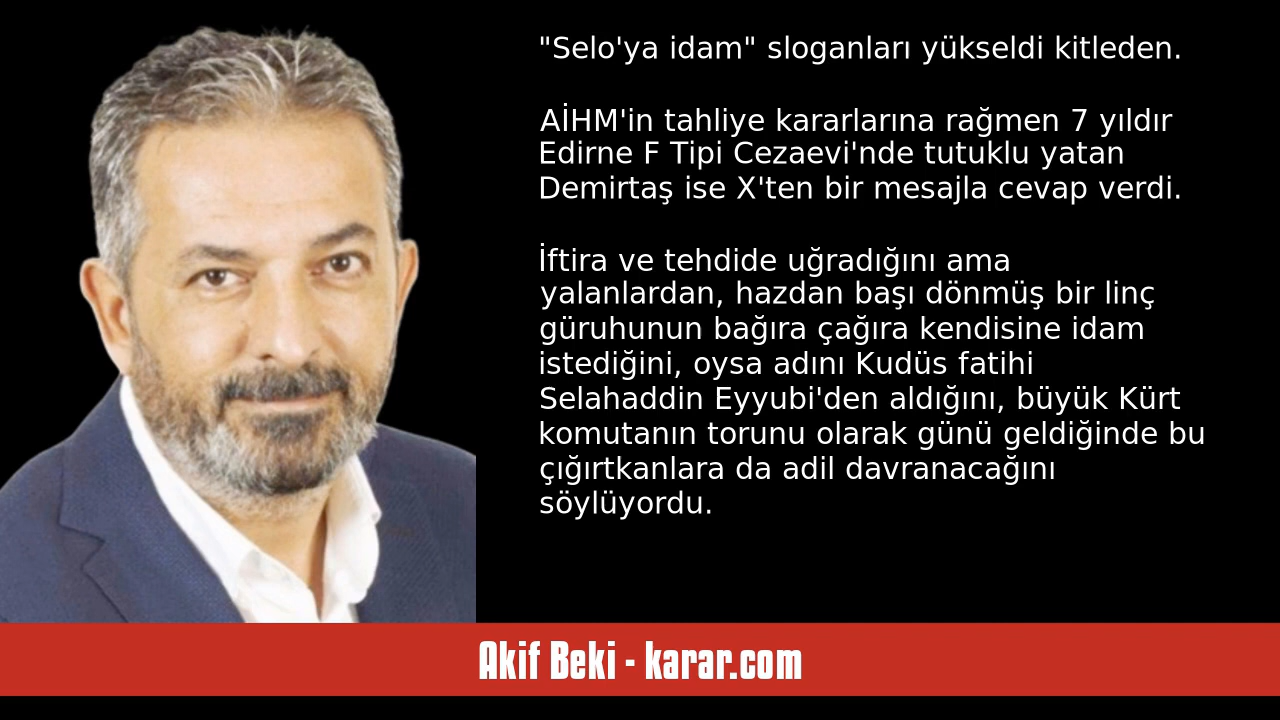 "Selo'ya idam" sloganları yükseldi kitleden.
AİHM'in tahliye kararlarına rağmen 7 yıldır
Edirne F Tipi Cezaevi'nde tutuklu yatan
Demirtaş ise X'ten bir mesajla cevap verdi.
İftira ve tehdide uğradığını ama
yalanlardan, hazdan başı dönmüş bir linç
güruhunun bağıra çağıra kendisine idam
istediğini, oysa adını Kudüs fatihi
Selahaddin Eyyubi'den aldığını, büyük Kürt
komutanın torunu olarak günü geldiğinde bu
çığırtkanlara da adil davranacağını
söylüyordu.
Akif Beki - karar.com